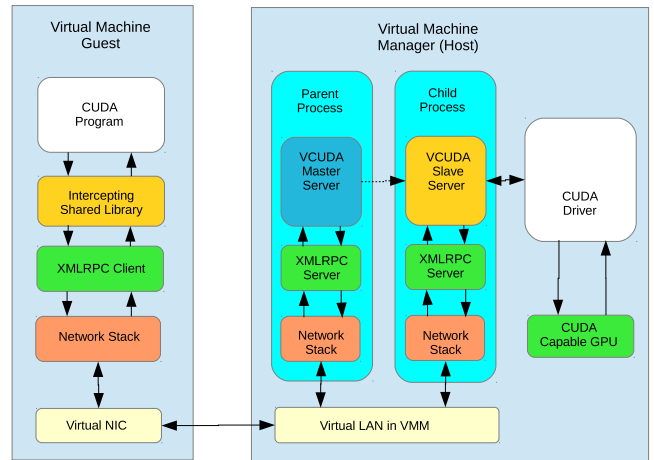 Virtual Machine
Guest
CUDA
Program
Intercepting
Shared Library
XMLRPC Client
Network Stack
Virtual NIC
Virtual Machine
Manager (Host)
Parent
Process
VCUDA
Master
Server
XMLRPC
Server
Network
Stack
Child
Process
VCUDA
Slave
Server
XMLRPC
Server
Network
Stack
CUDA
Driver
CUDA
Capable GPU
Virtual LAN in VMM